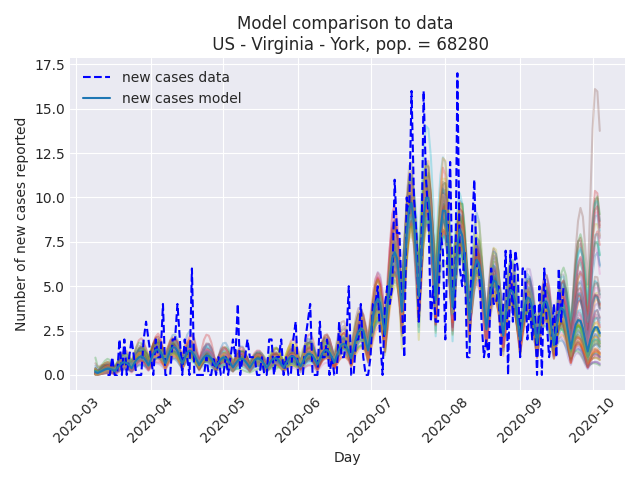 Model comparison to data
US - Virginia - York, pop. = 68280
17.5
15.0
12.5
10.0
7.5
5.0
2.5
0.0
Number of new cases reported
new cases data
new cases model
2020-03
2020-04
2020-05
2020-06
2020-07
2020-08
2020-09
2020-10
Day